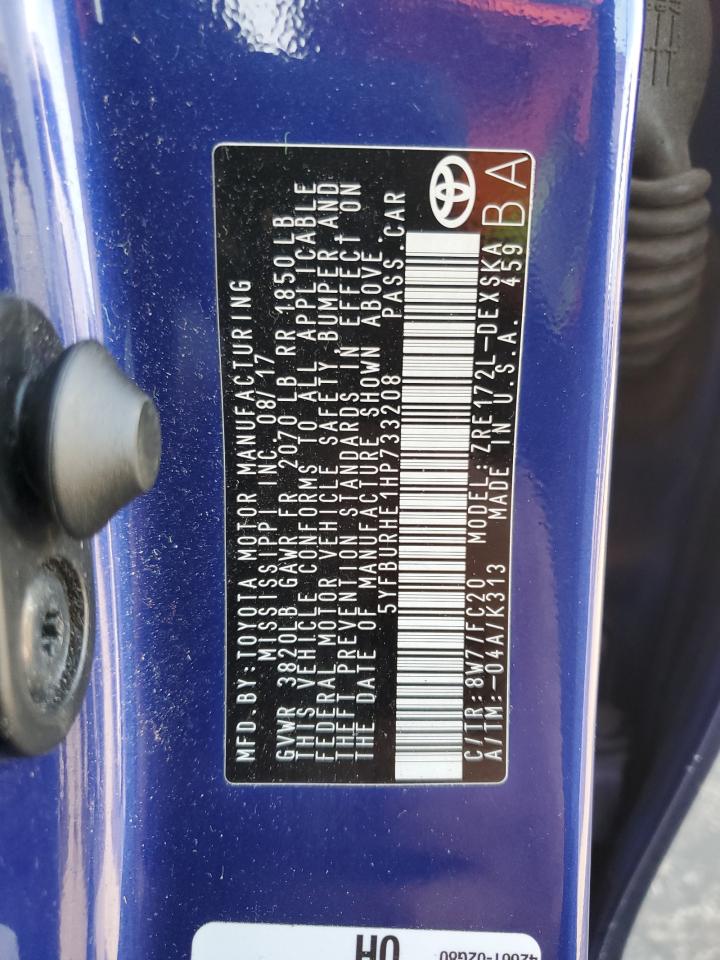 MFD.BY:TOYOTA MOTOR MANUFACTURING
MISSISSIPPI INC. 08/17
GVWR 3820LB GAWR FR 2070 LB RR 1850LB
THIS VEHICLE CONFORMS TO ALL APPLICABLE
FEDERAL MOTOR VEHICLE SAFETY, BUMPER AND
THEFT PREVENTION STANDARDS IN EFFECT ON
THE DATE OF MANUFACTURE SHOWN ABOVE.
5YFBURHE1HP733208 PASS.CAR
C/TR:8W7/FC20 MODEL:ZRE172L-DEXSKA
A/TM:-04A/K313 MADE IN U.S.A. 459
BA